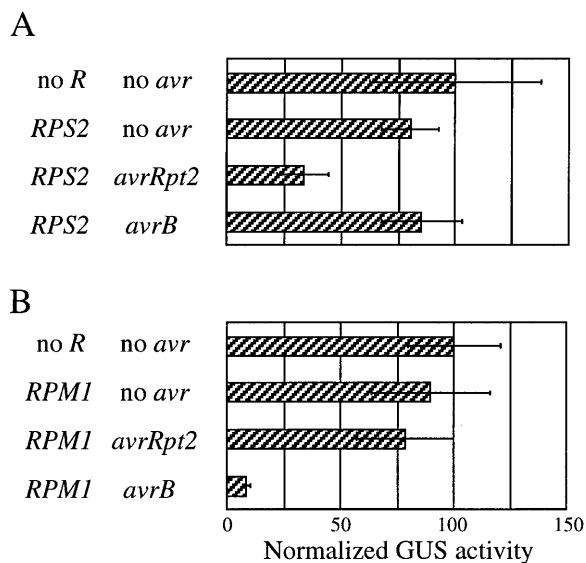 A
no R no avr
RPS2 no avr
RPS2 avrRpt2
RPS2 avrB
B
no R no avr
RPM1 no avr
RPM1 avrRpt2
RPM1 avrB
0 50 100 150
Normalized GUS activity